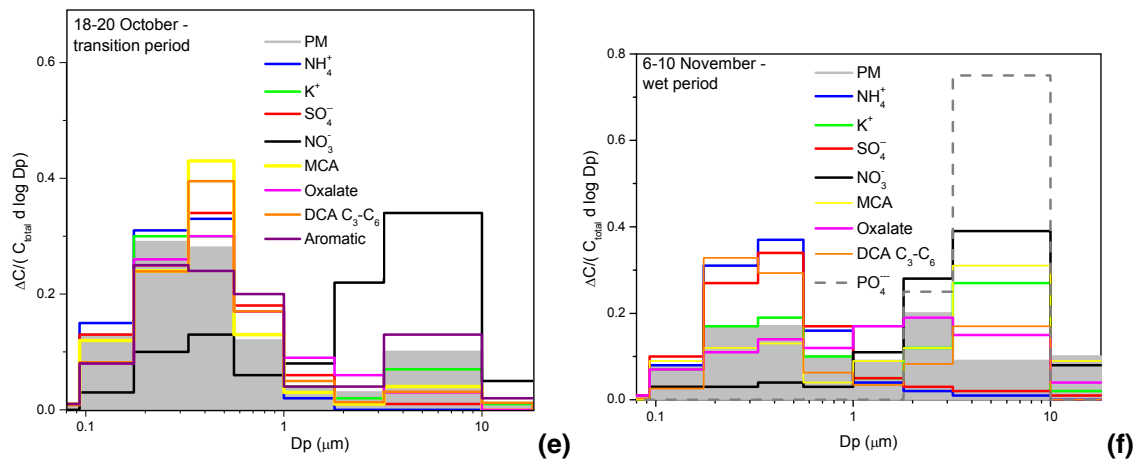 18-20 October -
transition period
PM
NH₄⁺
K⁺
SO₄⁻⁻
NO₃⁻
MCA
Oxalate
DCA C₃-C₆
Aromatic
0.6
0.4
0.2
0.0
ΔC/( C_total d log Dp)
0.1
1
10
Dp (μm)
(e)
6-10 November -
wet period
PM
NH₄⁺
K⁺
SO₄⁻⁻
NO₃⁻
MCA
Oxalate
DCA C₃-C₆
PO₄⁻⁻⁻
0.8
0.6
0.4
0.2
0.0
ΔC/( C_total d log Dp)
0.1
1
10
Dp (μm)
(f)